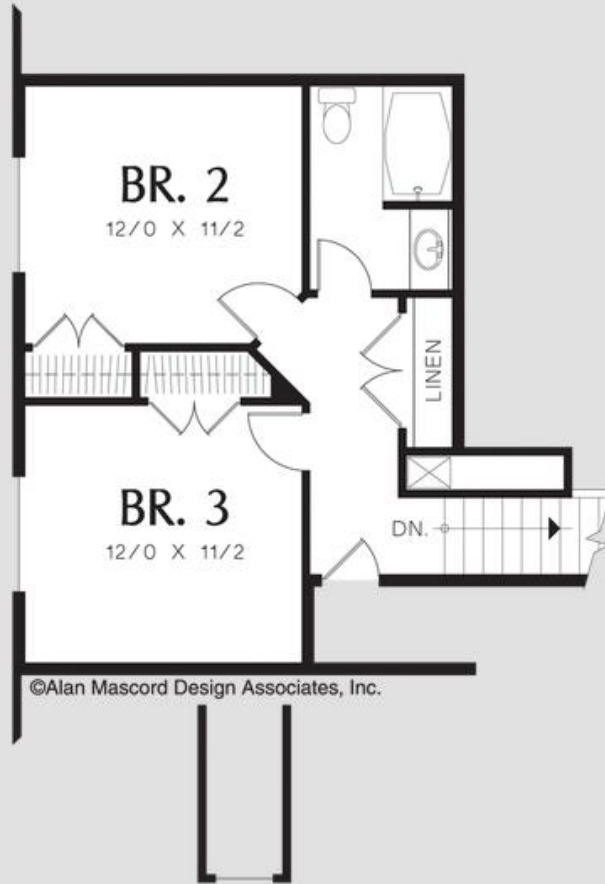 BR. 2
12/0 X 11/2
LINEN
BR. 3
12/0 X 11/2
DN.
©Alan Mascord Design Associates, Inc.